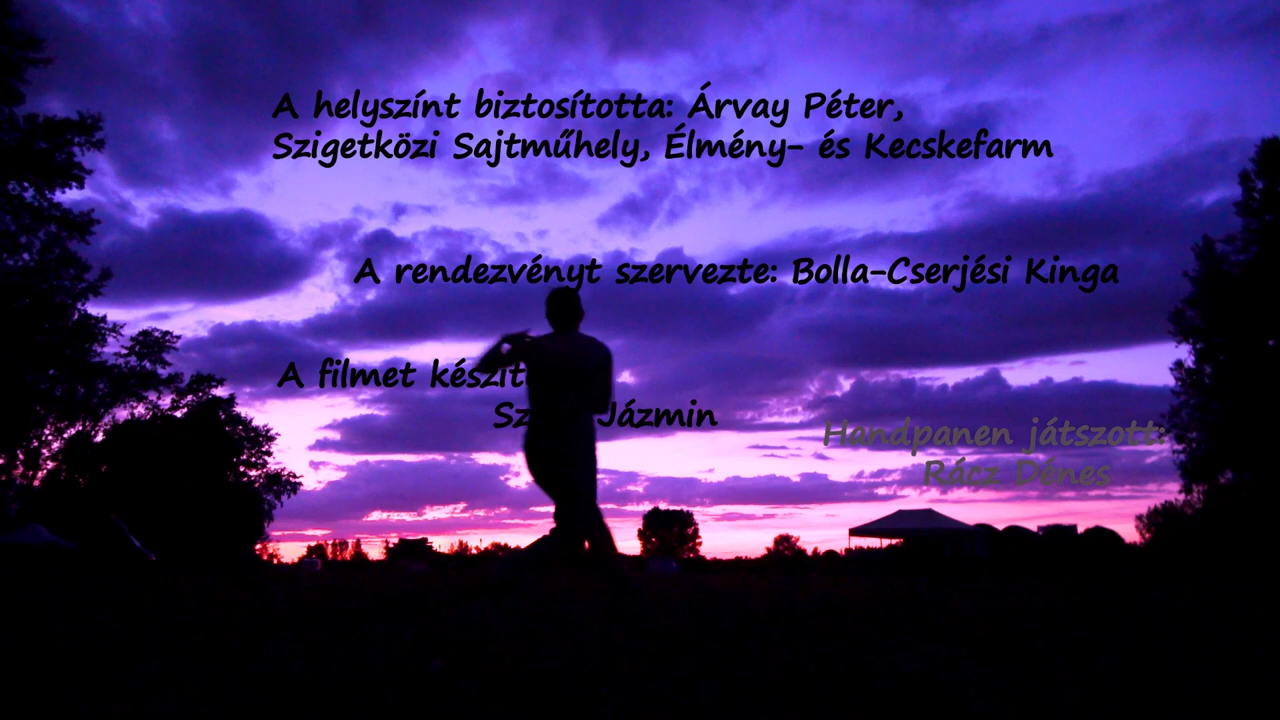 A helyszínt biztosította: Árvay Péter,
Szigetközi Sajtműhely, Élmény- és Kecskefarm
A rendezvényt szervezte: Bolla-Cserjési Kinga
A filmet
Jázmin
Handpanen játszott:
Rácz Dénes